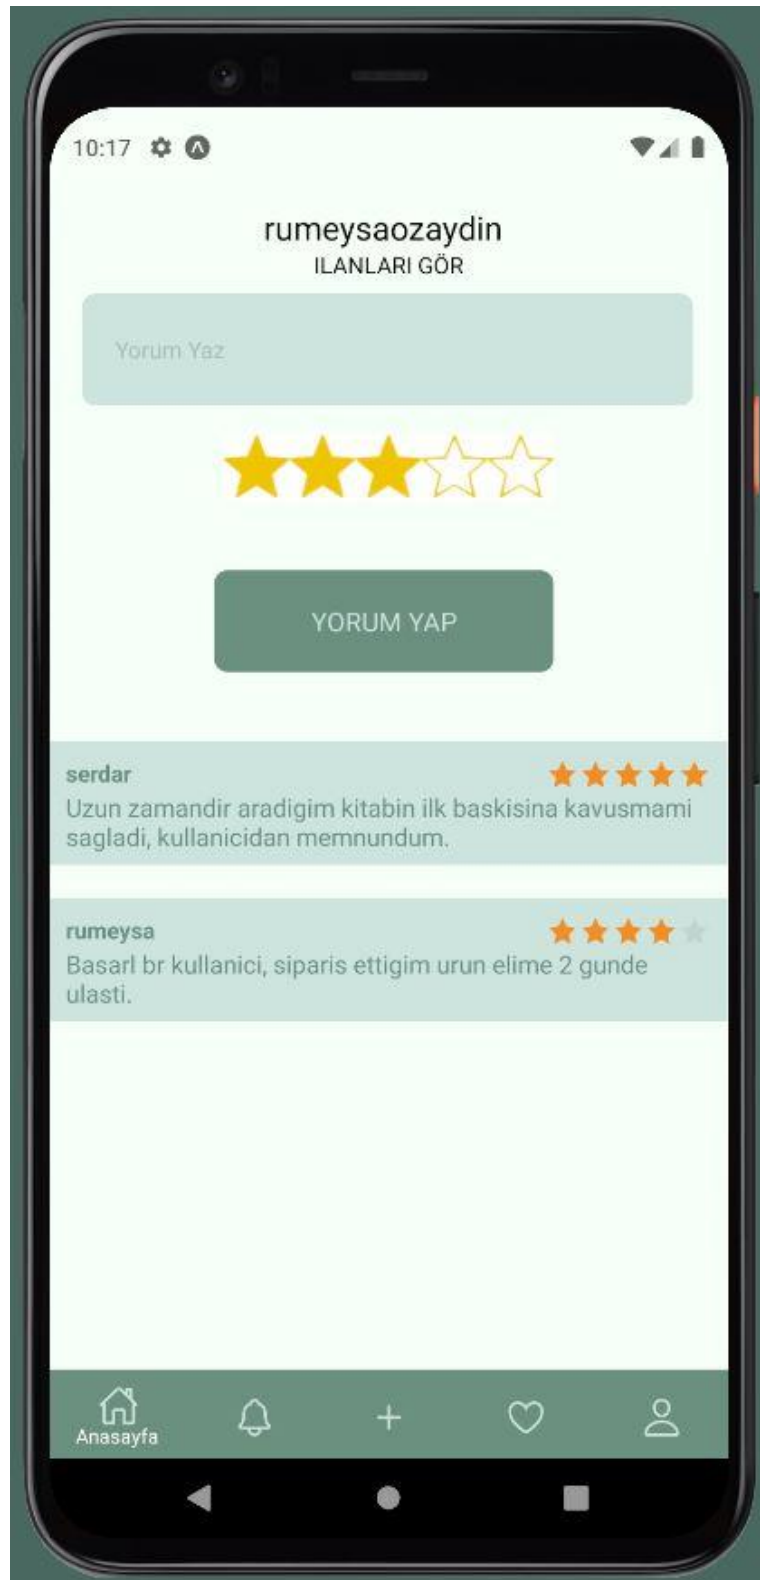 10:17
rumeysaozaydin
ILANLARI GÖR
Yorum Yaz
YORUM YAP
serdar
Uzun zamandir aradigim kitabin ilk baskisina kavusmami
sagladi, kullanicidan memnundum.
rumeysa
Basarl br kullanici, siparis ettigim urun elime 2 gunde
ulasti.
Anasayfa